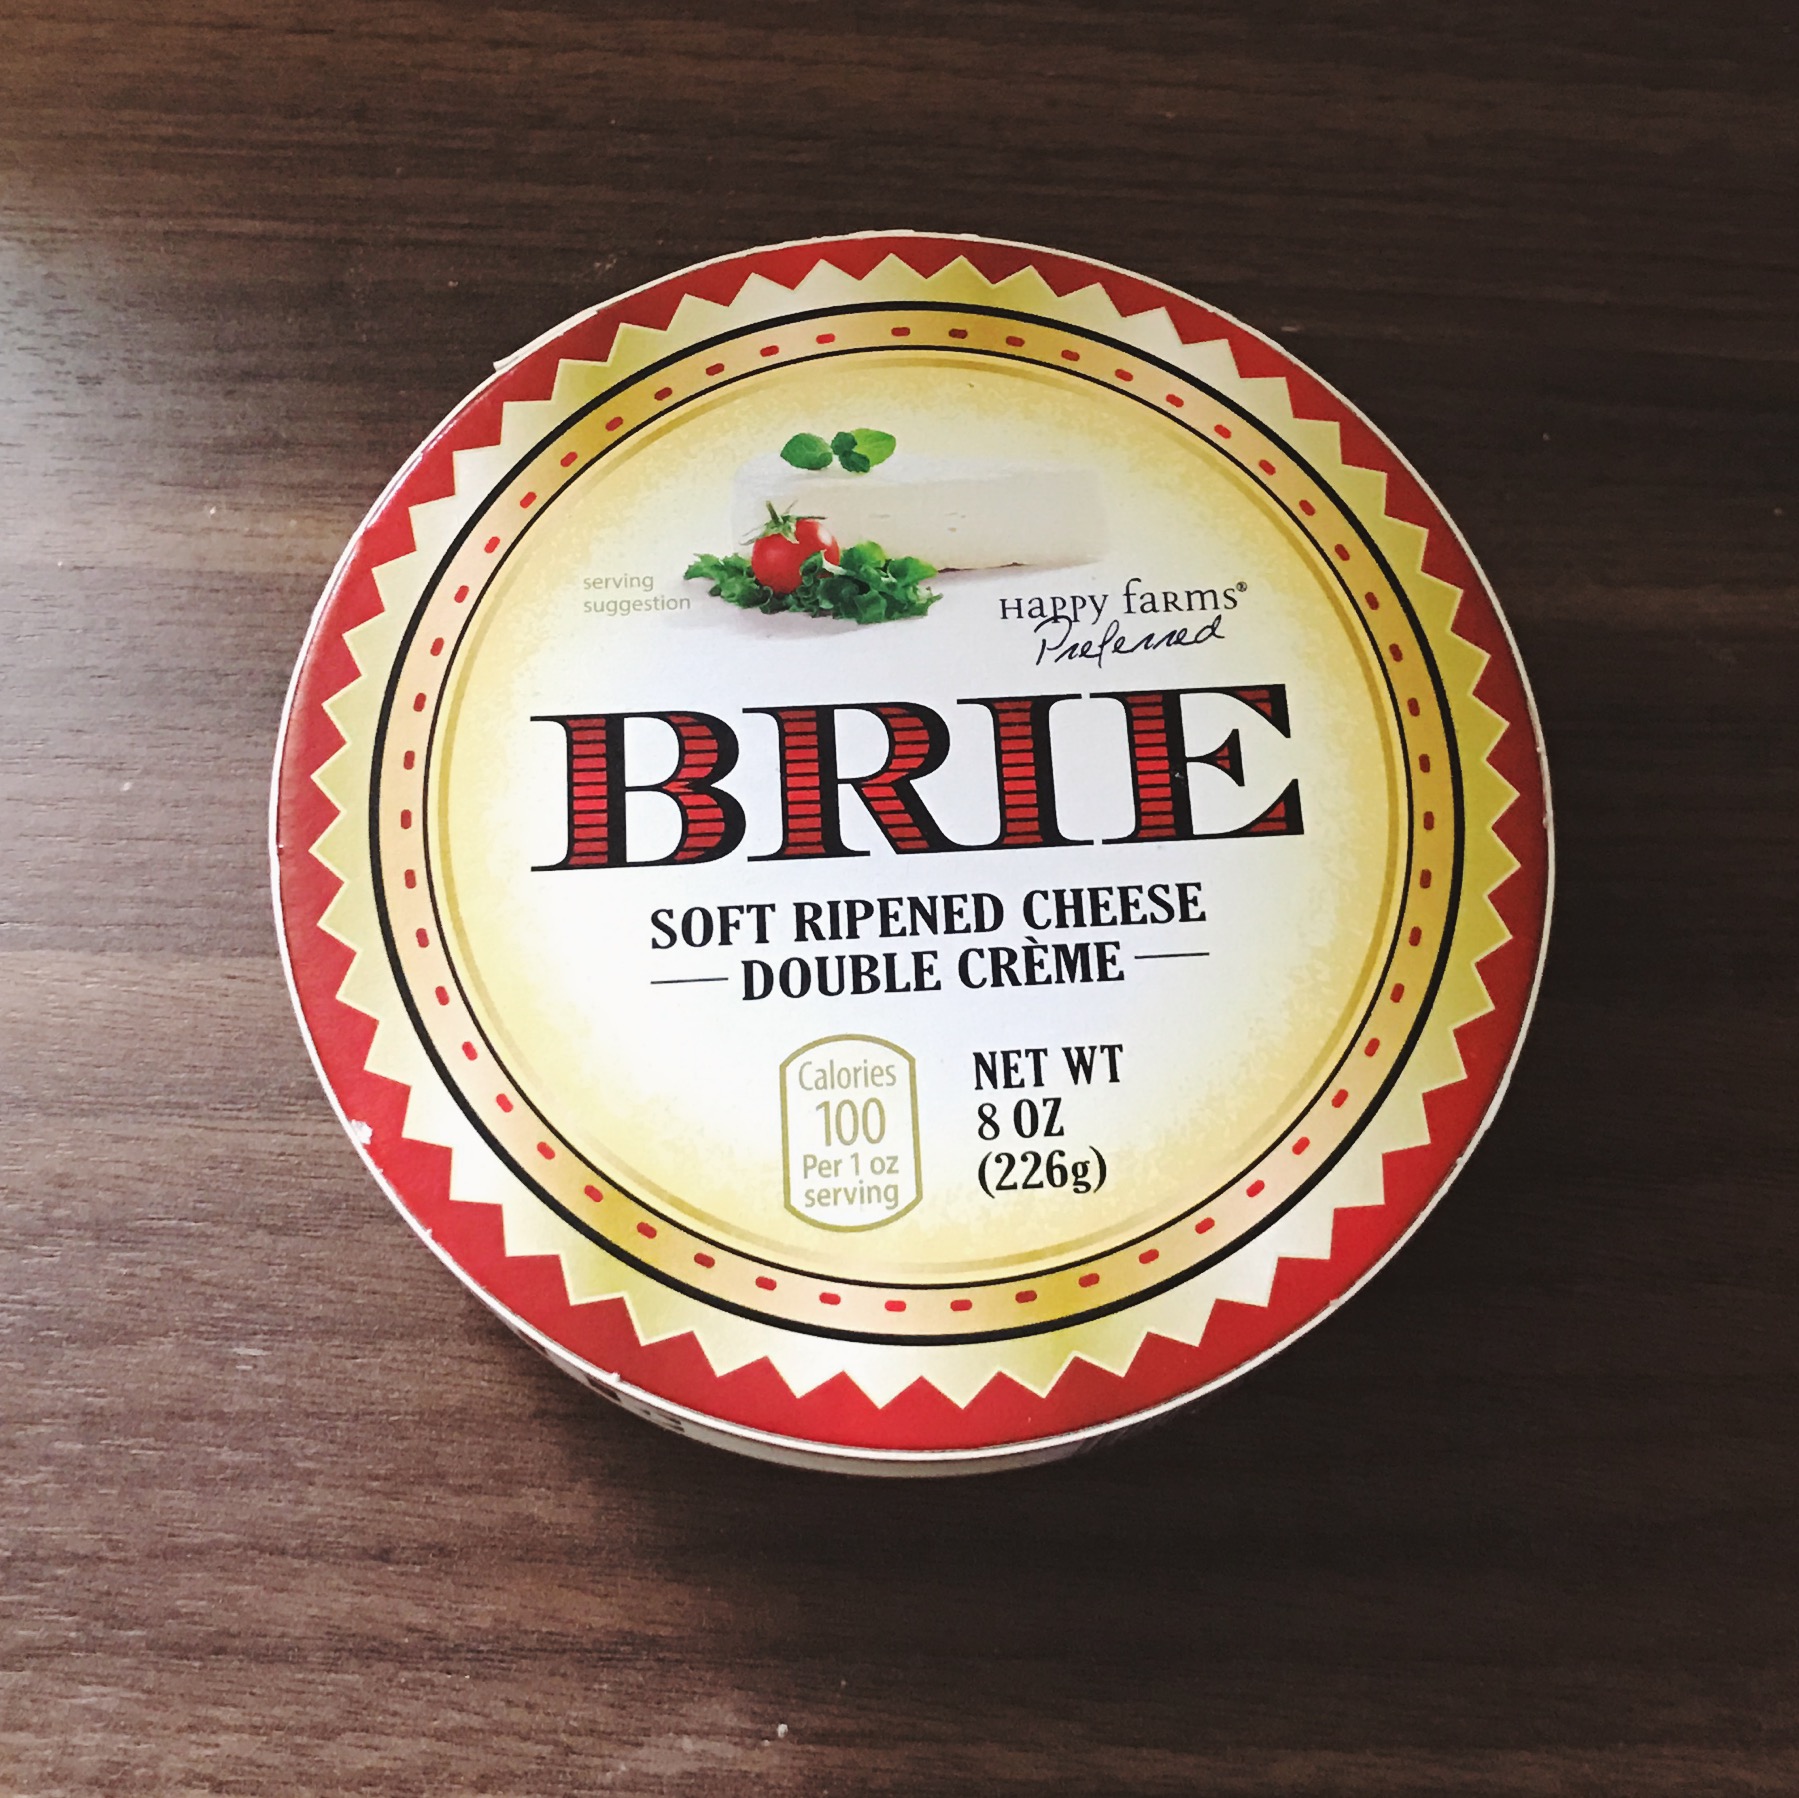 serving
suggestion
Happy farms®
Preferred
BRIE
SOFT RIPENED CHEESE
DOUBLE CRÈME
Calories
100
Per 1 oz
serving
NET WT
8 OZ
(226g)